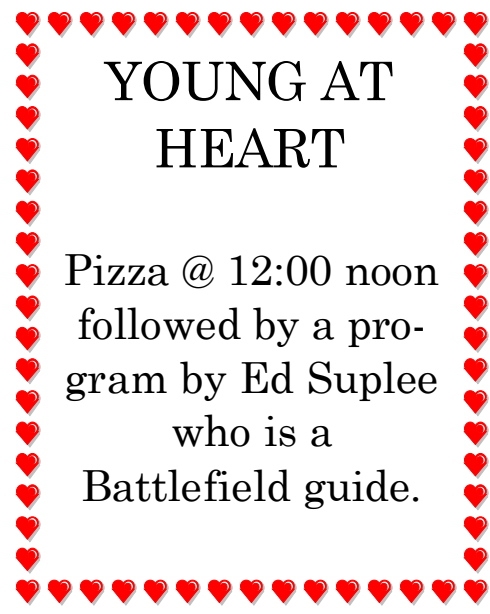 YOUNG AT
HEART
Pizza @ 12:00 noon
followed by a pro-
gram by Ed Suplee
who is a
Battlefield guide.